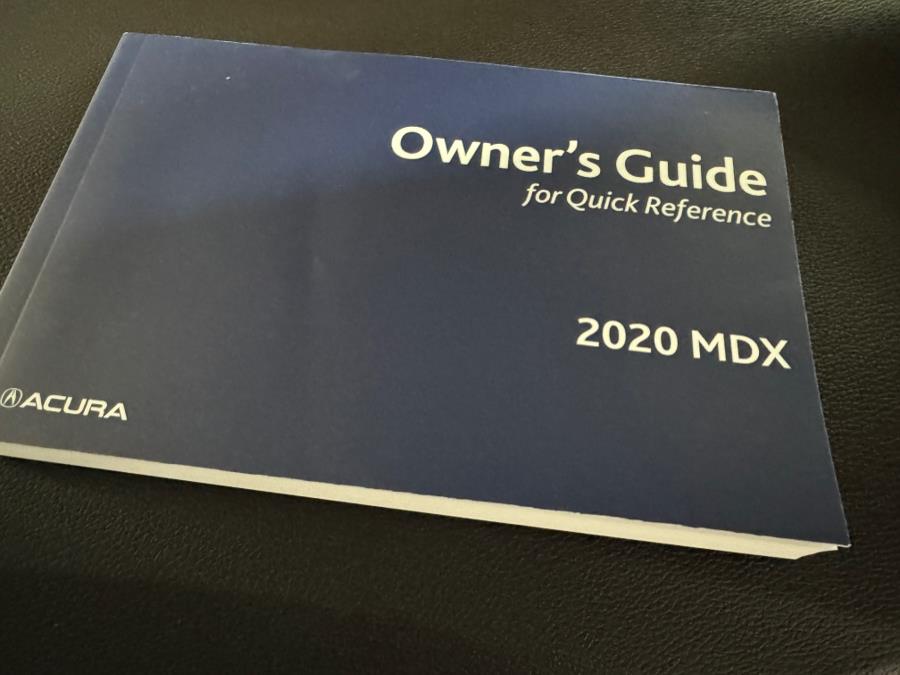 Owner's Guide
for Quick Reference
2020 MDX
ACURA